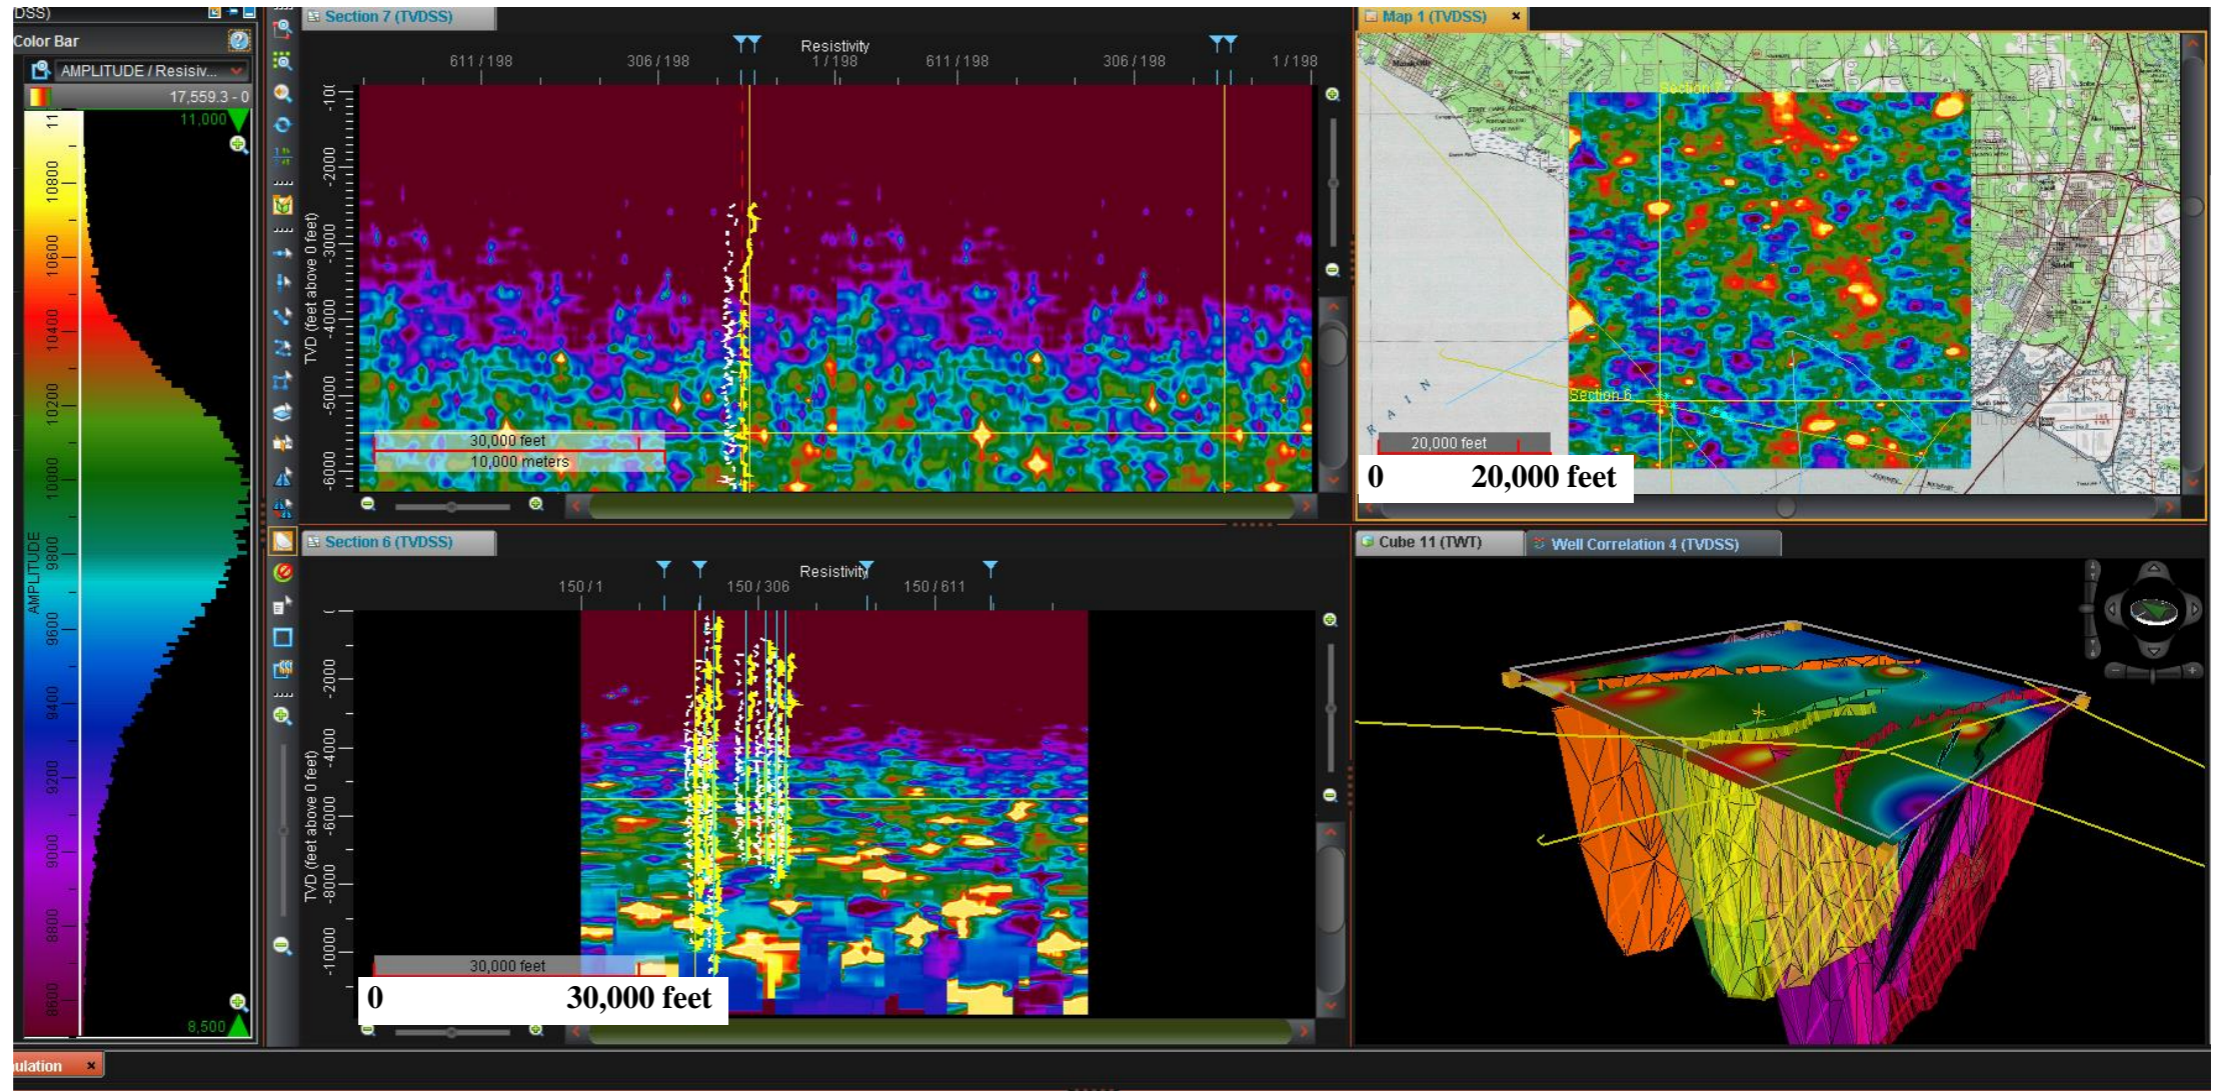 DSS)
Color Bar
AMPLITUDE / Resisiv...
17,559.3 - 0
11,000
11
10800
10600
10400
10200
10000
9800
9600
9400
9200
9000
8800
8600
AMPLITUDE
8,500
ulation
Section 7 (TVDSS)
Resistivity
611 / 198
306 / 198
1 / 198
611 / 198
306 / 198
1 / 198
TVD (feet above 0 feet)
-2000
-3000
-4000
-5000
-6000
30,000 feet
10,000 meters
Section 6 (TVDSS)
Resistivity
150 / 1
150 / 306
150 / 611
TVD (feet above 0 feet)
-2000
-4000
-6000
-8000
-10000
30,000 feet
0 30,000 feet
Map 1 (TVDSS)
Section 7
Section 6
R A I N
Slidell
20,000 feet
0 20,000 feet
Cube 11 (TWT)
Well Correlation 4 (TVDSS)